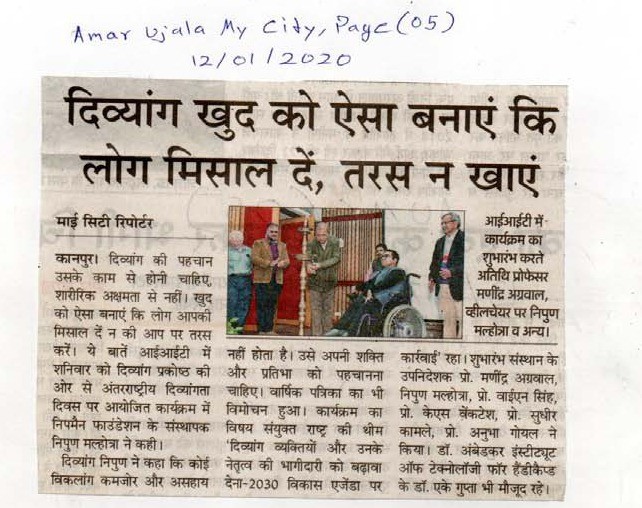 Amar Ujala My City, Page (05)
12/01/2020
दिव्यांग खुद को ऐसा बनाएं कि
लोग मिसाल दें, तरस न खाएं
माई सिटी रिपोर्टर
कानपुर। दिव्यांग की पहचान
उसके काम से होनी चाहिए,
शारीरिक अक्षमता से नहीं। खुद
को ऐसा बनाएं कि लोग आपकी
मिसाल दें न की आप पर तरस
करें। ये बातें आईआईटी में
शनिवार को दिव्यांग प्रकोष्ठ की
ओर से अंतरराष्ट्रीय दिव्यांगता
दिवस पर आयोजित कार्यक्रम में
निपमैन फाउंडेशन के संस्थापक
निपुण मल्होत्रा ने कही।
दिव्यांग निपुण ने कहा कि कोई
विकलांग कमजोर और असहाय
आईआईटी में
कार्यक्रम का
शुभारंभ करते
अतिथि प्रोफेसर
मणींद्र अग्रवाल,
व्हीलचेयर पर निपुण
मल्होत्रा व अन्य।
नहीं होता है। उसे अपनी शक्ति
और प्रतिभा को पहचानना
चाहिए। वार्षिक पत्रिका का भी
विमोचन हुआ। कार्यक्रम का
विषय संयुक्त राष्ट्र की थीम
'दिव्यांग व्यक्तियों और उनके
नेतृत्व की भागीदारी को बढ़ावा
देना-2030 विकास एजेंडा पर
कार्रवाई' रहा। शुभारंभ संस्थान के
उपनिदेशक प्रो. मणींद्र अग्रवाल,
निपुण मल्होत्रा, प्रो. वाईएन सिंह,
प्रो. केएस वेंकटेश, प्रो. सुधीर
कामले, प्रो. अनुभा गोयल ने
किया। डॉ. अंबेडकर इंस्टीट्यूट
ऑफ टेक्नोलॉजी फॉर हैंडीकैप्ड
के डॉ. एके गुप्ता भी मौजूद रहे।